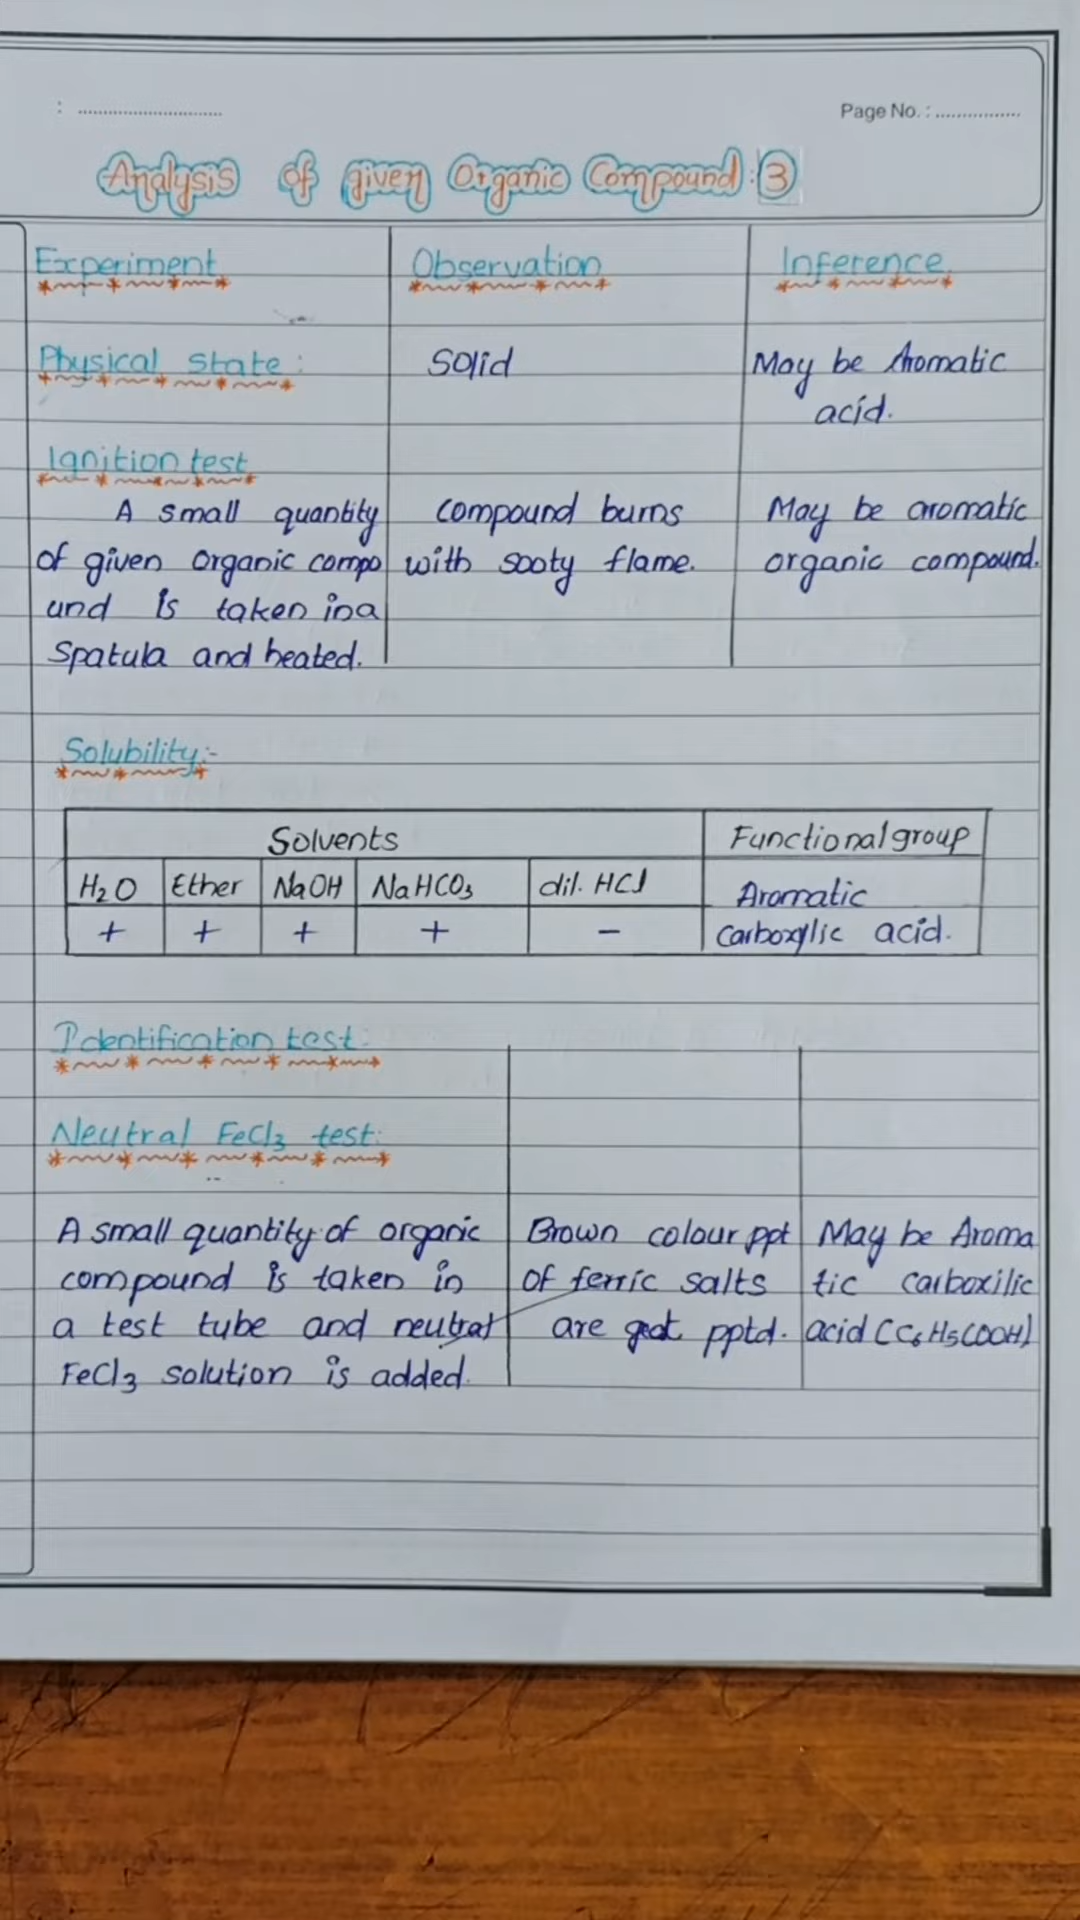 : ..............................
Page No. : ..................
Analysis of given Organic Compound : 3
Experiment
Observation
Inference
Physical state :
Solid
May be Aromatic
acid.
Ignition test
A small quantity
of given organic compo
und is taken in a
spatula and heated.
compound burns
with sooty flame.
May be aromatic
organic compound.
Solubility:-
Solvents
Functional group
H₂O Ether NaOH NaHCO₃ dil. HCl
Aromatic
+ + + + -
carboxylic acid.
Identification test:
Neutral FeCl₃ test:
A small quantity of organic
compound is taken in
a test tube and neutral
FeCl₃ solution is added.
Brown colour ppt
of ferric salts
are pptd.
May be Aroma
tic carboxilic
acid (C₆H₅COOH)